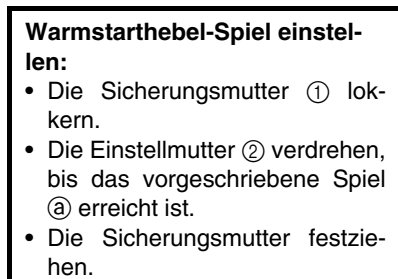 Warmstarthebel-Spiel einstel-
len:
• Die Sicherungsmutter ① lok-
kern.
• Die Einstellmutter ② verdrehen,
bis das vorgeschriebene Spiel
ⓐ erreicht ist.
• Die Sicherungsmutter festzie-
hen.